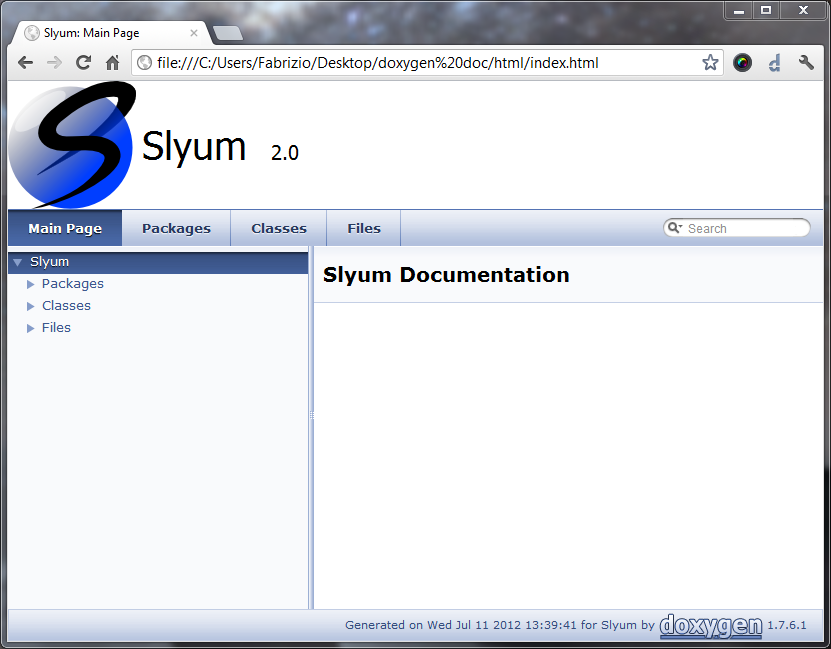 Slyum: Main Page
file:///C:/Users/Fabrizio/Desktop/doxygen%20doc/html/index.html
Slyum 2.0
Main Page Packages Classes Files Search
Slyum
Packages
Classes
Files
Slyum Documentation
Generated on Wed Jul 11 2012 13:39:41 for Slyum by doxygen 1.7.6.1